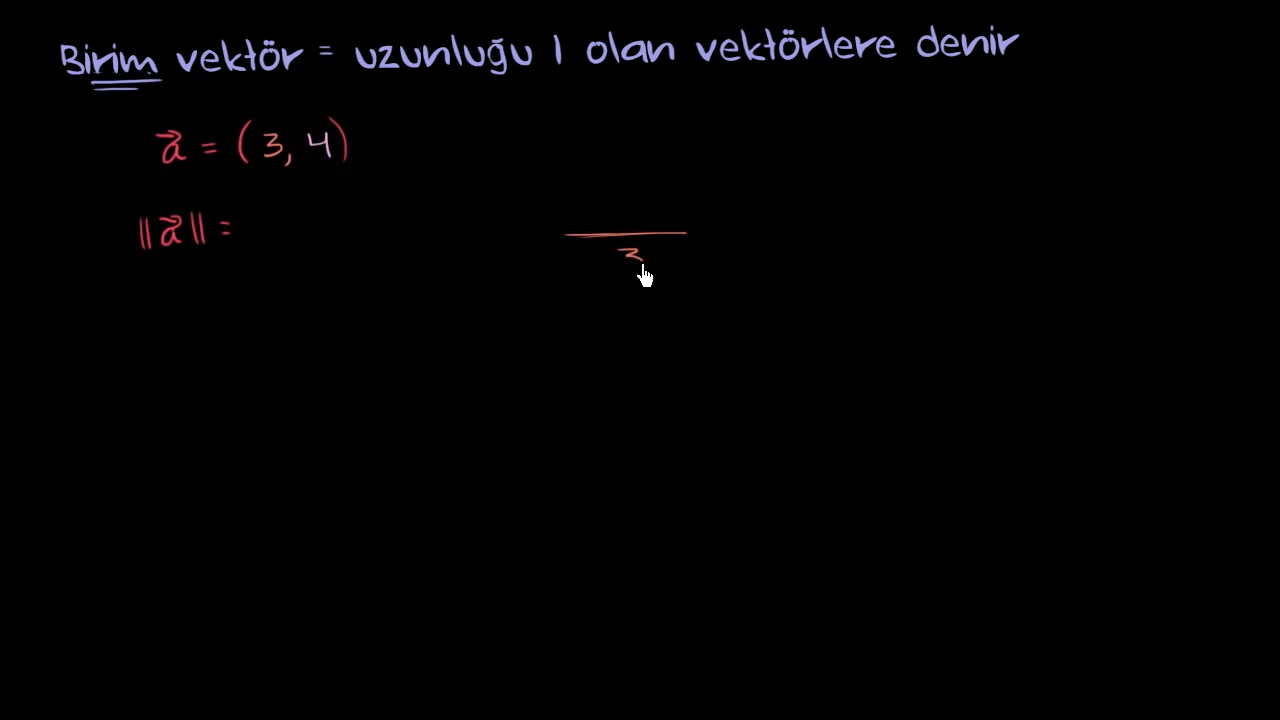 Birim vektör = uzunluğu 1 olan vektörlere denir
a⃗ = (3, 4)
||a⃗|| =